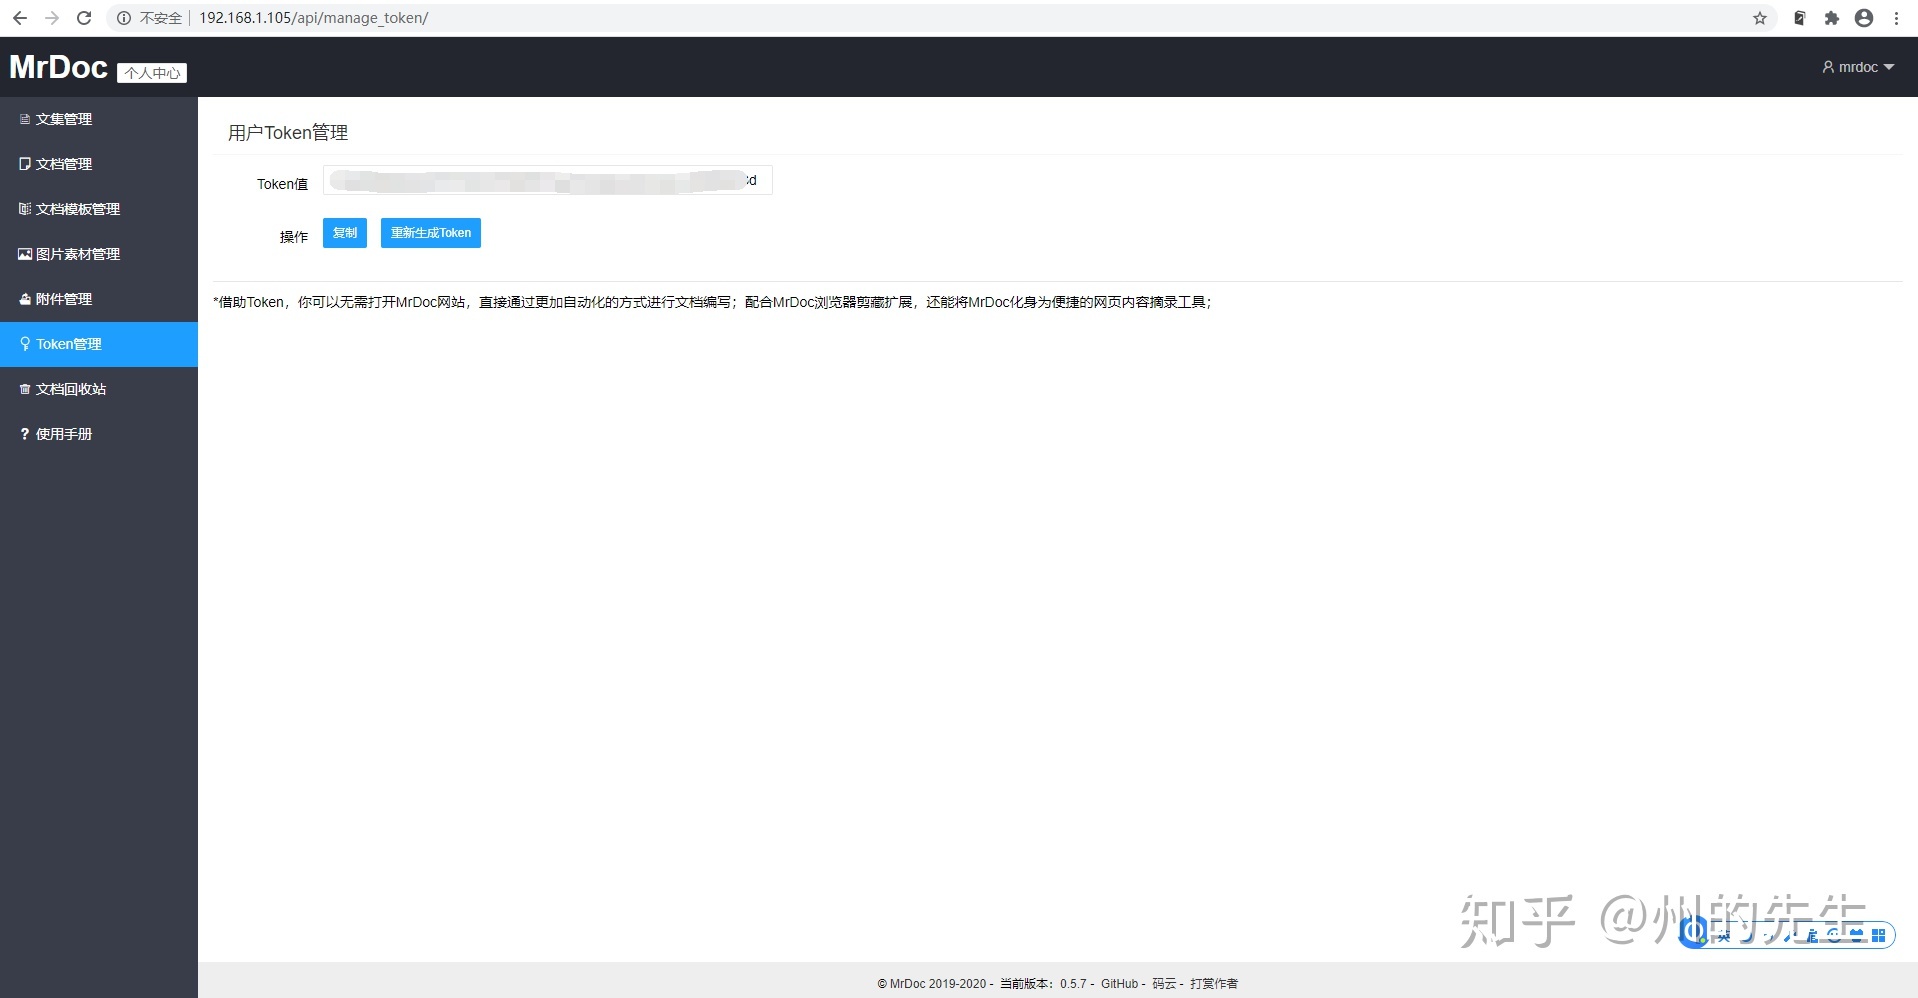 不安全 192.168.1.105/api/manage_token/
MrDoc 个人中心
mrdoc
文集管理
文档管理
文档模板管理
图片素材管理
附件管理
Token管理
文档回收站
? 使用手册
用户Token管理
Token值
操作 复制 重新生成Token
*借助Token，你可以无需打开MrDoc网站，直接通过更加自动化的方式进行文档编写；配合MrDoc浏览器剪藏扩展，还能将MrDoc化身为便捷的网页内容摘录工具；
知乎 @州的先生
英
© MrDoc 2019-2020 - 当前版本：0.5.7 - GitHub - 码云 - 打赏作者